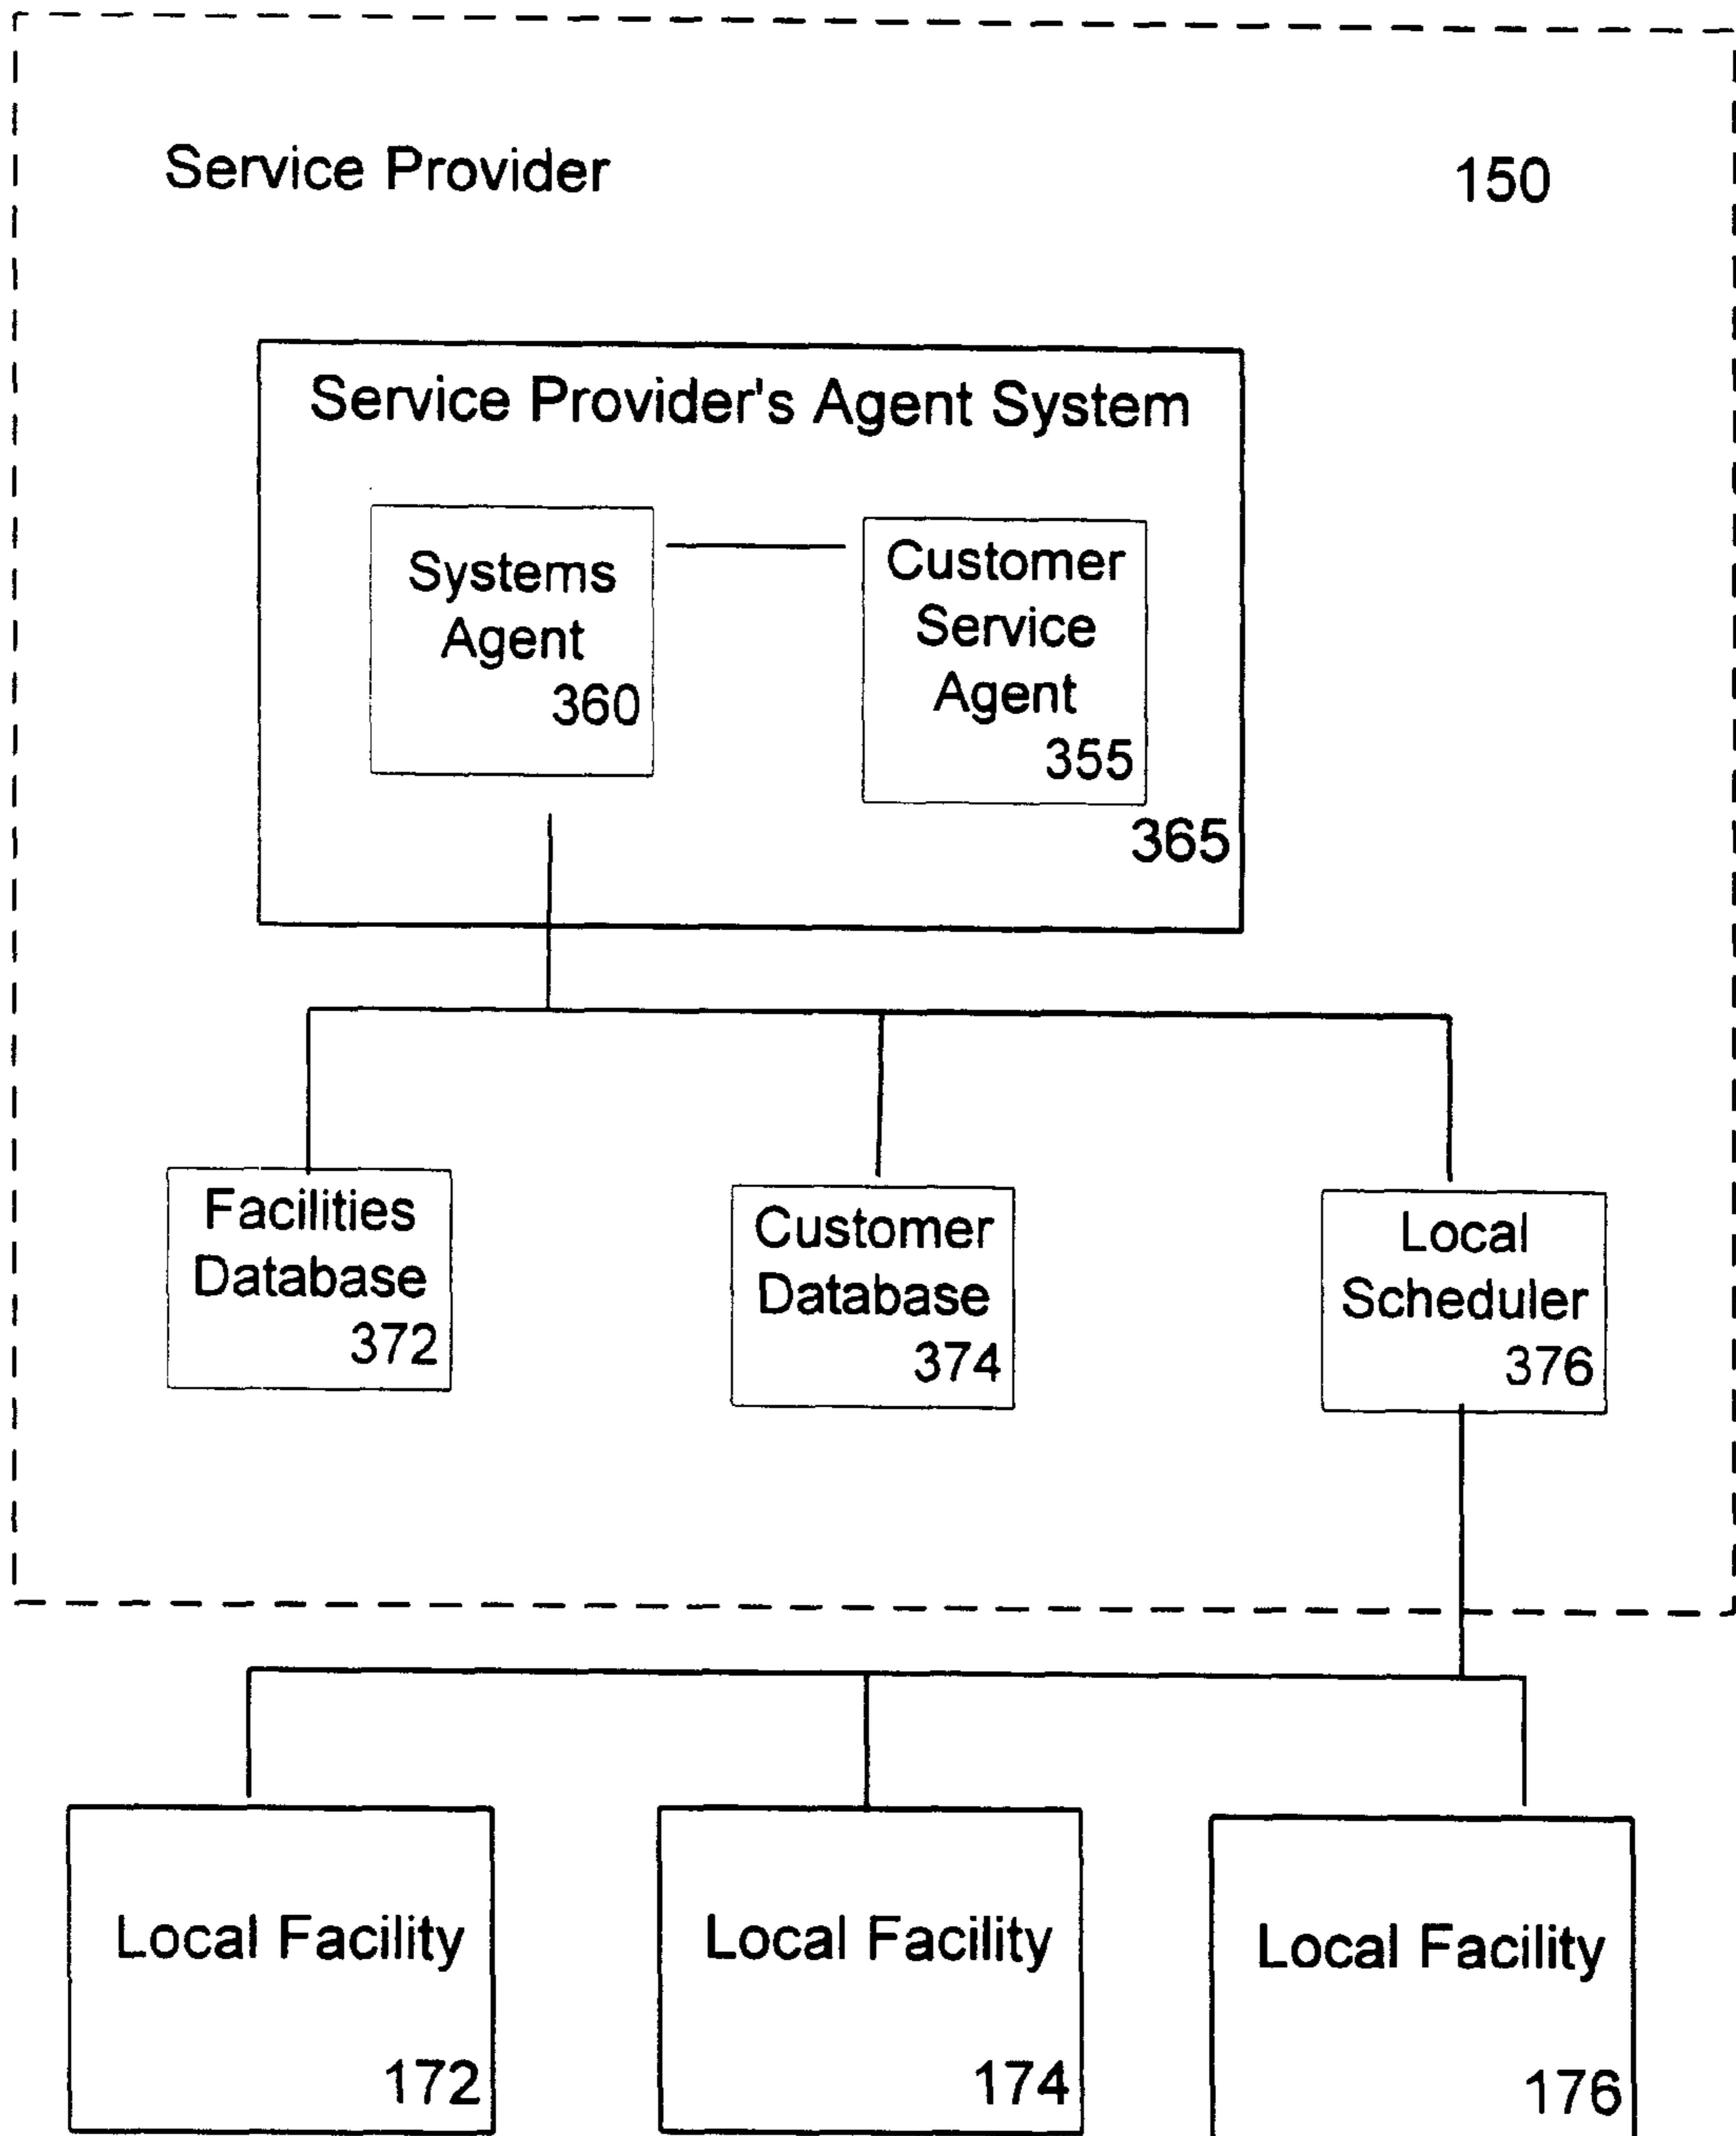 Service Provider 150
Service Provider's Agent System
Systems
Agent
360
Customer
Service
Agent
355
365
Facilities
Database
372
Customer
Database
374
Local
Scheduler
376
Local Facility
172
Local Facility
174
Local Facility
176